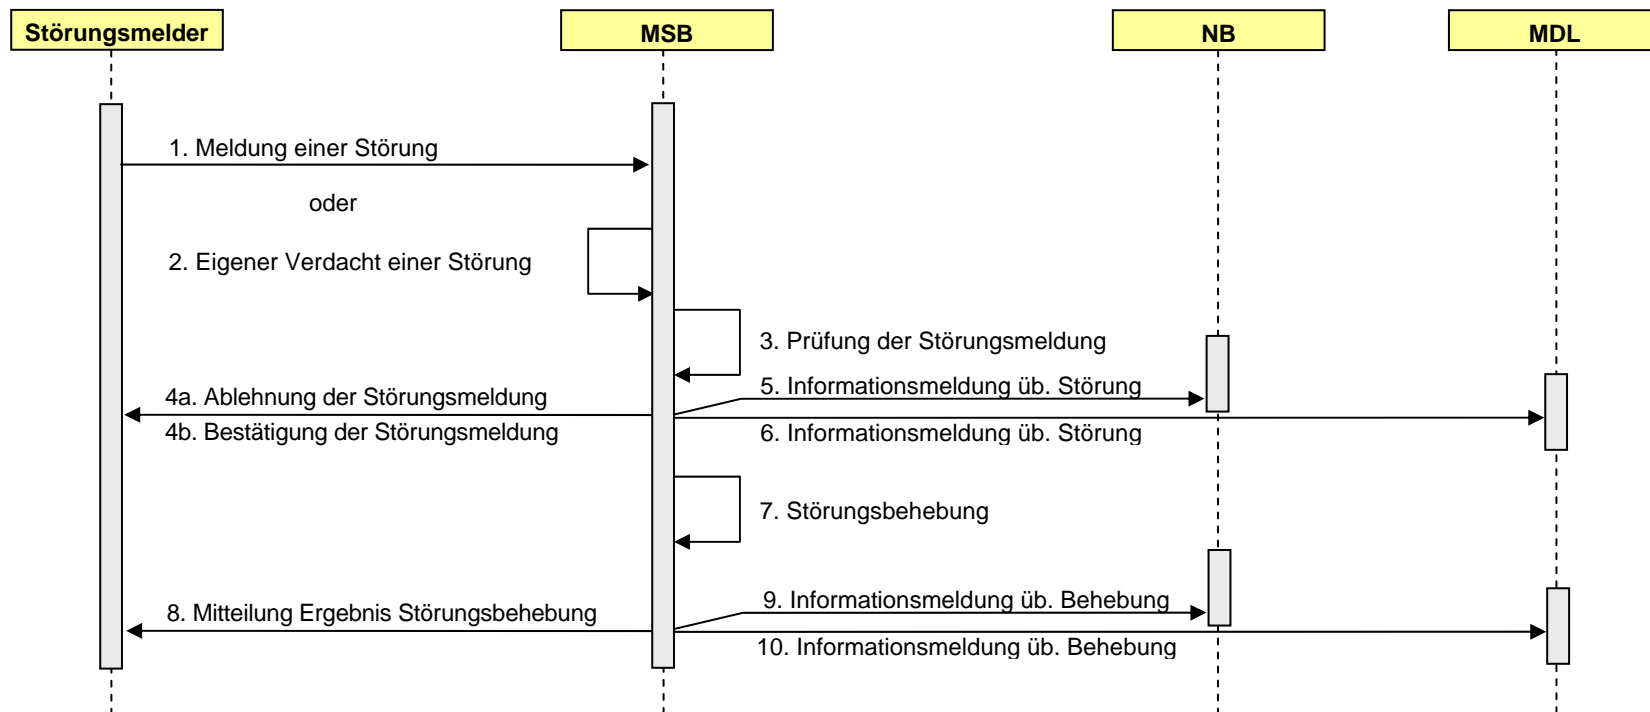 Störungsmelder
MSB
NB
MDL
1. Meldung einer Störung
oder
2. Eigener Verdacht einer Störung
3. Prüfung der Störungsmeldung
4a. Ablehnung der Störungsmeldung
5. Informationsmeldung üb. Störung
4b. Bestätigung der Störungsmeldung
6. Informationsmeldung üb. Störung
7. Störungsbehebung
8. Mitteilung Ergebnis Störungsbehebung
9. Informationsmeldung üb. Behebung
10. Informationsmeldung üb. Behebung